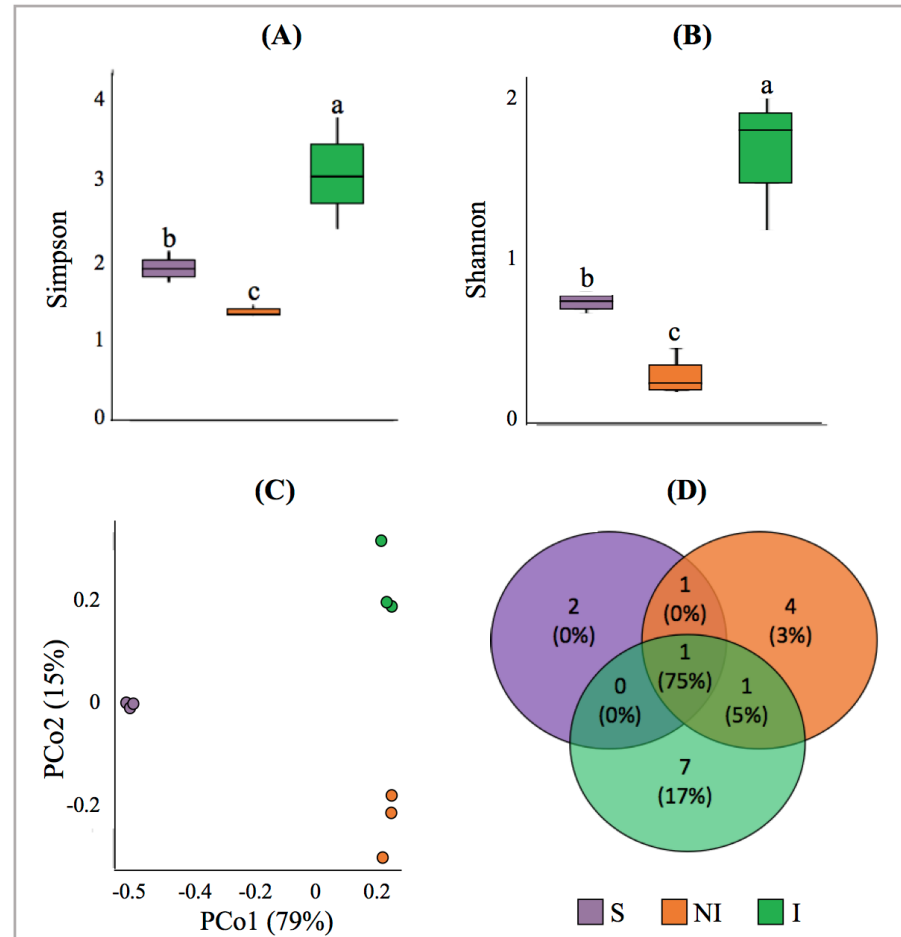 (A)
4
3
2
1
0
Simpson
b
c
a
(B)
2
1
0
Shannon
b
c
a
(C)
0.2
0
-0.2
PCo2 (15%)
-0.5 -0.4 -0.2 0 0.2
PCo1 (79%)
(D)
2
(0%)
1
(0%)
4
(3%)
1
(75%)
0
(0%)
1
(5%)
7
(17%)
S NI I